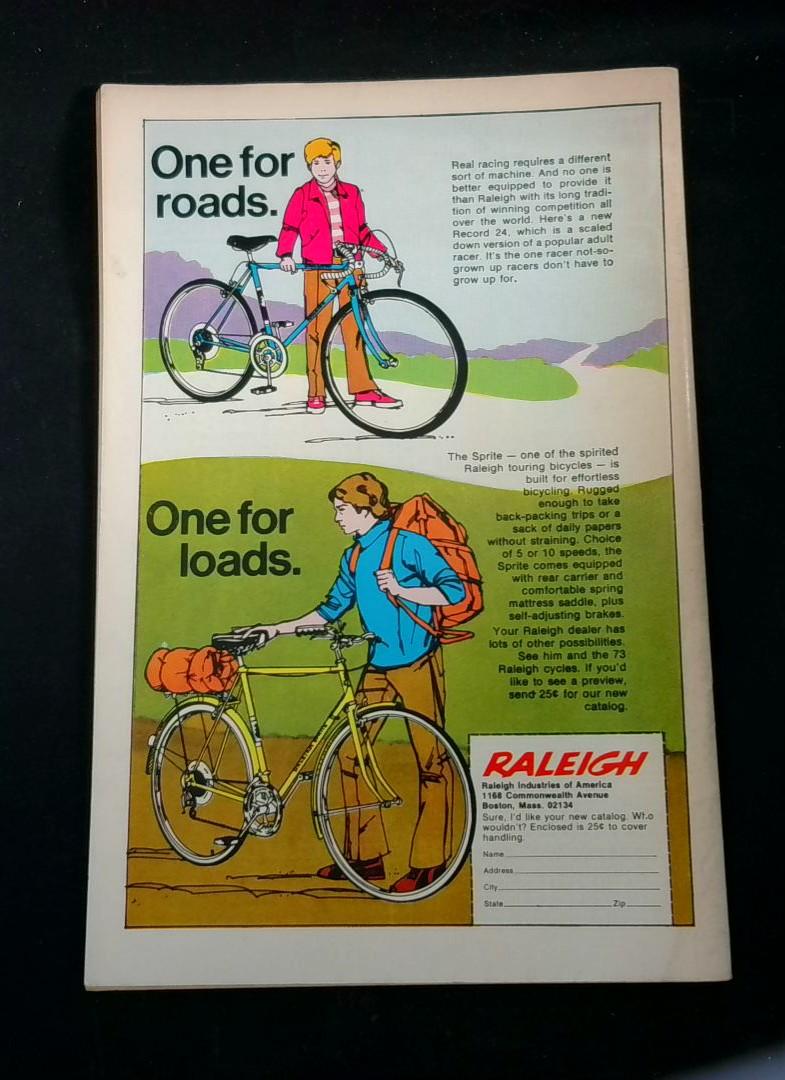 One for
roads.
Real racing requires a different
sort of machine. And no one is
better equipped to provide it
than Raleigh with its long tradi-
tion of winning competition all
over the world. Here's a new
Record 24, which is a scaled
down version of a popular adult
racer. It's the one racer not-so-
grown up racers don't have to
grow up for.
The Sprite — one of the spirited
Raleigh touring bicycles — is
built for effortless
bicycling. Rugged
enough to take
back-packing trips or a
sack of daily papers
without straining. Choice
of 5 or 10 speeds, the
Sprite comes equipped
with rear carrier and
comfortable spring
mattress saddle, plus
self-adjusting brakes.
Your Raleigh dealer has
lots of other possibilities.
See him and the 73
Raleigh cycles. If you'd
like to see a preview,
send 25¢ for our new
catalog.
One for
loads.
RALEIGH
Raleigh Industries of America
1168 Commonwealth Avenue
Boston, Mass. 02134
Sure, I'd like your new catalog. Who
wouldn't? Enclosed is 25¢ to cover
handling.
Name
Address
City
State Zip